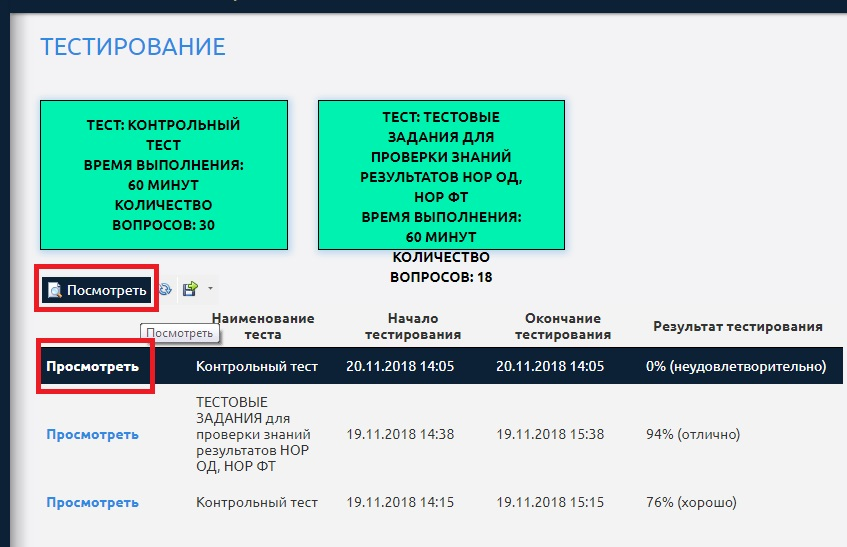 ТЕСТИРОВАНИЕ
ТЕСТ: КОНТРОЛЬНЫЙ
ТЕСТ
ВРЕМЯ ВЫПОЛНЕНИЯ:
60 МИНУТ
КОЛИЧЕСТВО
ВОПРОСОВ: 30
ТЕСТ: ТЕСТОВЫЕ
ЗАДАНИЯ ДЛЯ
ПРОВЕРКИ ЗНАНИЙ
РЕЗУЛЬТАТОВ НОР ОД,
НОР ФТ
ВРЕМЯ ВЫПОЛНЕНИЯ:
60 МИНУТ
КОЛИЧЕСТВО
ВОПРОСОВ: 18
Посмотреть
Посмотреть
Наименование
теста
Начало
тестирования
Окончание
тестирования
Результат тестирования
Просмотреть
Контрольный тест
20.11.2018 14:05
20.11.2018 14:05
0% (неудовлетворительно)
Просмотреть
ТЕСТОВЫЕ
ЗАДАНИЯ для
проверки знаний
результатов НОР
ОД, НОР ФТ
19.11.2018 14:38
19.11.2018 15:38
94% (отлично)
Просмотреть
Контрольный тест
19.11.2018 14:15
19.11.2018 15:15
76% (хорошо)